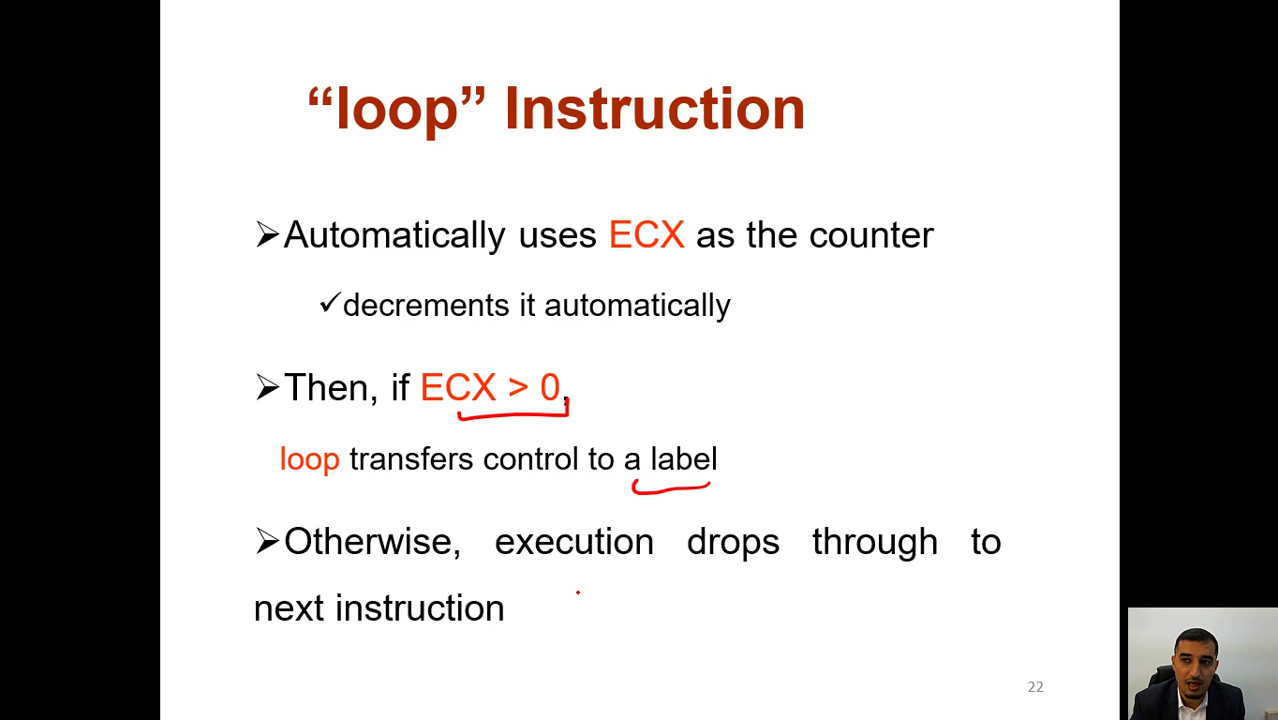 “loop” Instruction
➢Automatically uses ECX as the counter
✓decrements it automatically
➢Then, if ECX > 0,
loop transfers control to a label
➢Otherwise, execution drops through to
next instruction
22